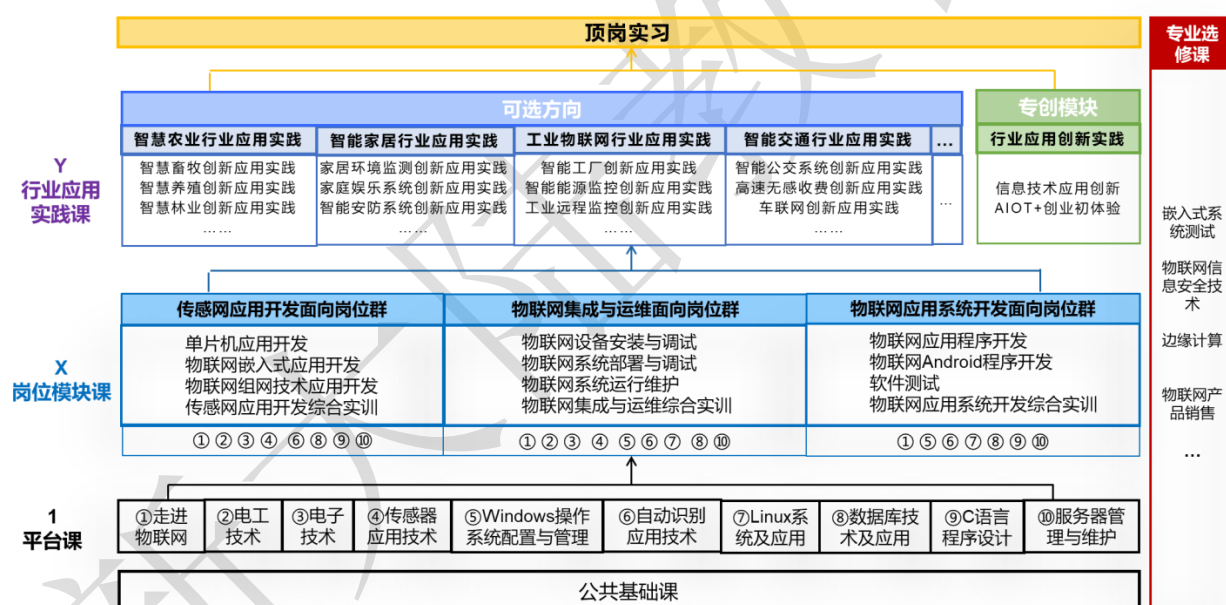 顶岗实习
专业选
修课
可选方向
专创模块
智慧农业行业应用实践
智能家居行业应用实践
工业物联网行业应用实践
智能交通行业应用实践
...
行业应用创新实践
Y
行业应用
实践课
智慧畜牧创新应用实践
智慧养殖创新应用实践
智慧林业创新应用实践
……
家居环境监测创新应用实践
家庭娱乐系统创新应用实践
智能安防系统创新应用实践
……
智能工厂创新应用实践
智能能源监控创新应用实践
工业远程监控创新应用实践
……
智能公交系统创新应用实践
高速无感收费创新应用实践
车联网创新应用实践
……
...
信息技术应用创新
AIOT+创业初体验
嵌入式系
统测试
物联网信
息安全技
术
边缘计算
物联网产
品销售
...
X
岗位模块课
传感网应用开发面向岗位群
单片机应用开发
物联网嵌入式应用开发
物联网组网技术应用开发
传感网应用开发综合实训
①②③④ ⑥⑧⑨⑩
物联网集成与运维面向岗位群
物联网设备安装与调试
物联网系统部署与调试
物联网系统运行维护
物联网集成与运维综合实训
①②③ ④ ⑤⑥⑦ ⑧⑩
物联网应用系统开发面向岗位群
物联网应用程序开发
物联网Android程序开发
软件测试
物联网应用系统开发综合实训
①⑤⑥⑦⑧⑨⑩
1
平台课
①走进
物联网
②电工
技术
③电子
技术
④传感器
应用技术
⑤Windows操作
系统配置与管理
⑥自动识别
应用技术
⑦Linux系
统及应用
⑧数据库技
术及应用
⑨C语言
程序设计
⑩服务器管
理与维护
公共基础课